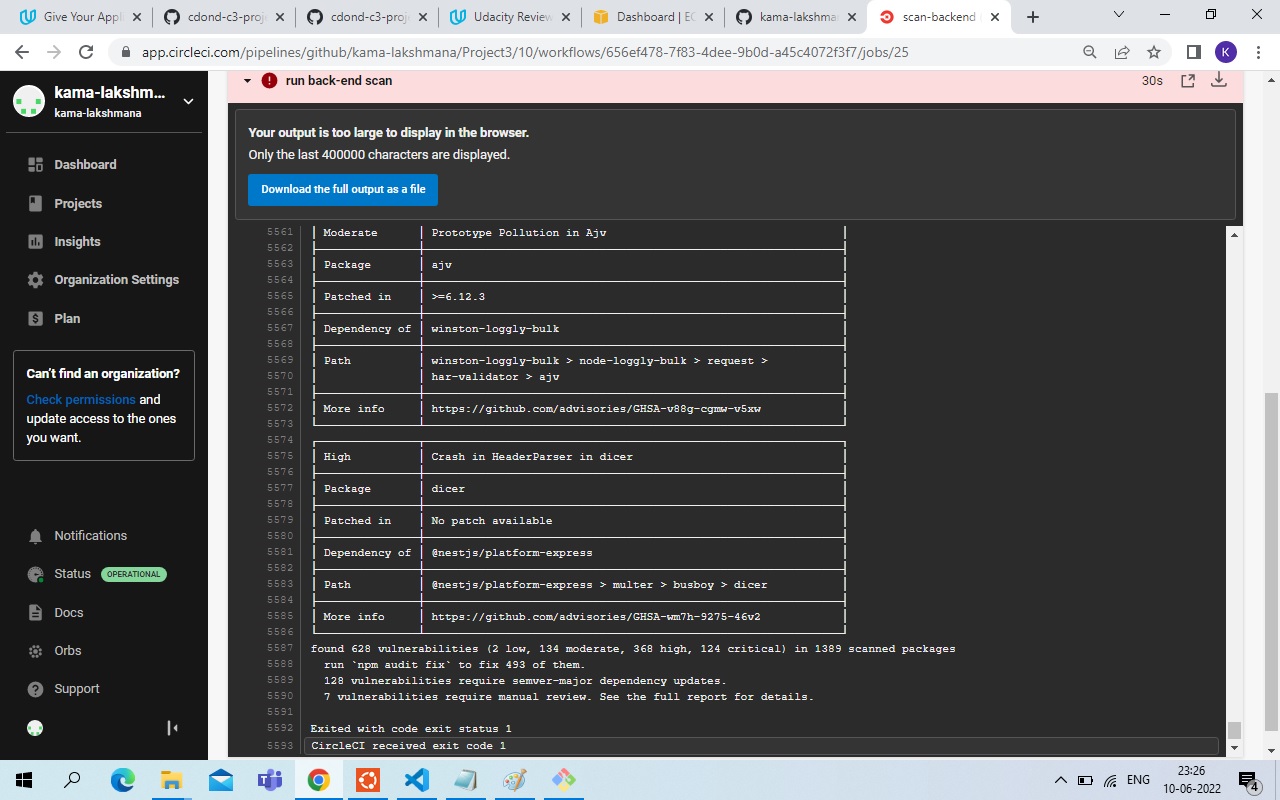 Give Your Appl
cdond-c3-proj
cdond-c3-proj
Udacity Review
Dashboard | EC
kama-lakshma
scan-backend
app.circleci.com/pipelines/github/kama-lakshmana/Project3/10/workflows/656ef478-7f83-4dee-9b0d-a45c4072f3f7/jobs/25
K
kama-lakshm...
kama-lakshmana
Dashboard
Projects
Insights
Organization Settings
Plan
Can't find an organization?
Check permissions and
update access to the ones
you want.
Notifications
Status OPERATIONAL
Docs
Orbs
Support
run back-end scan 30s
Your output is too large to display in the browser.
Only the last 400000 characters are displayed.
Download the full output as a file
5561 | Moderate | Prototype Pollution in Ajv |
5562
5563 | Package | ajv |
5564
5565 | Patched in | >=6.12.3 |
5566
5567 | Dependency of | winston-loggly-bulk |
5568
5569 | Path | winston-loggly-bulk > node-loggly-bulk > request > |
5570 | | har-validator > ajv |
5571
5572 | More info | https://github.com/advisories/GHSA-v88g-cgmw-v5xw |
5573
5574
5575 | High | Crash in HeaderParser in dicer |
5576
5577 | Package | dicer |
5578
5579 | Patched in | No patch available |
5580
5581 | Dependency of | @nestjs/platform-express |
5582
5583 | Path | @nestjs/platform-express > multer > busboy > dicer |
5584
5585 | More info | https://github.com/advisories/GHSA-wm7h-9275-46v2 |
5586
5587 found 628 vulnerabilities (2 low, 134 moderate, 368 high, 124 critical) in 1389 scanned packages
5588 run `npm audit fix` to fix 493 of them.
5589 128 vulnerabilities require semver-major dependency updates.
5590 7 vulnerabilities require manual review. See the full report for details.
5591
5592 Exited with code exit status 1
5593 CircleCI received exit code 1
ENG
23:26
10-06-2022
4